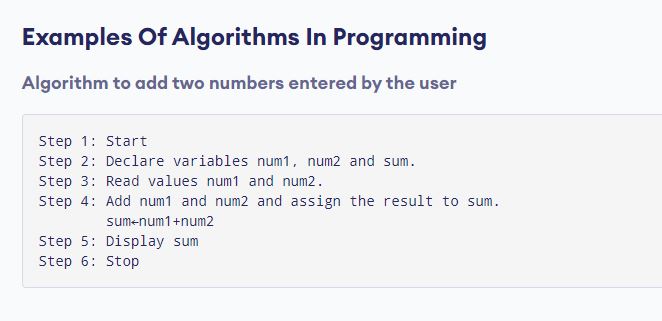 Examples Of Algorithms In Programming
Algorithm to add two numbers entered by the user
Step 1: Start
Step 2: Declare variables num1, num2 and sum.
Step 3: Read values num1 and num2.
Step 4: Add num1 and num2 and assign the result to sum.
sum←num1+num2
Step 5: Display sum
Step 6: Stop